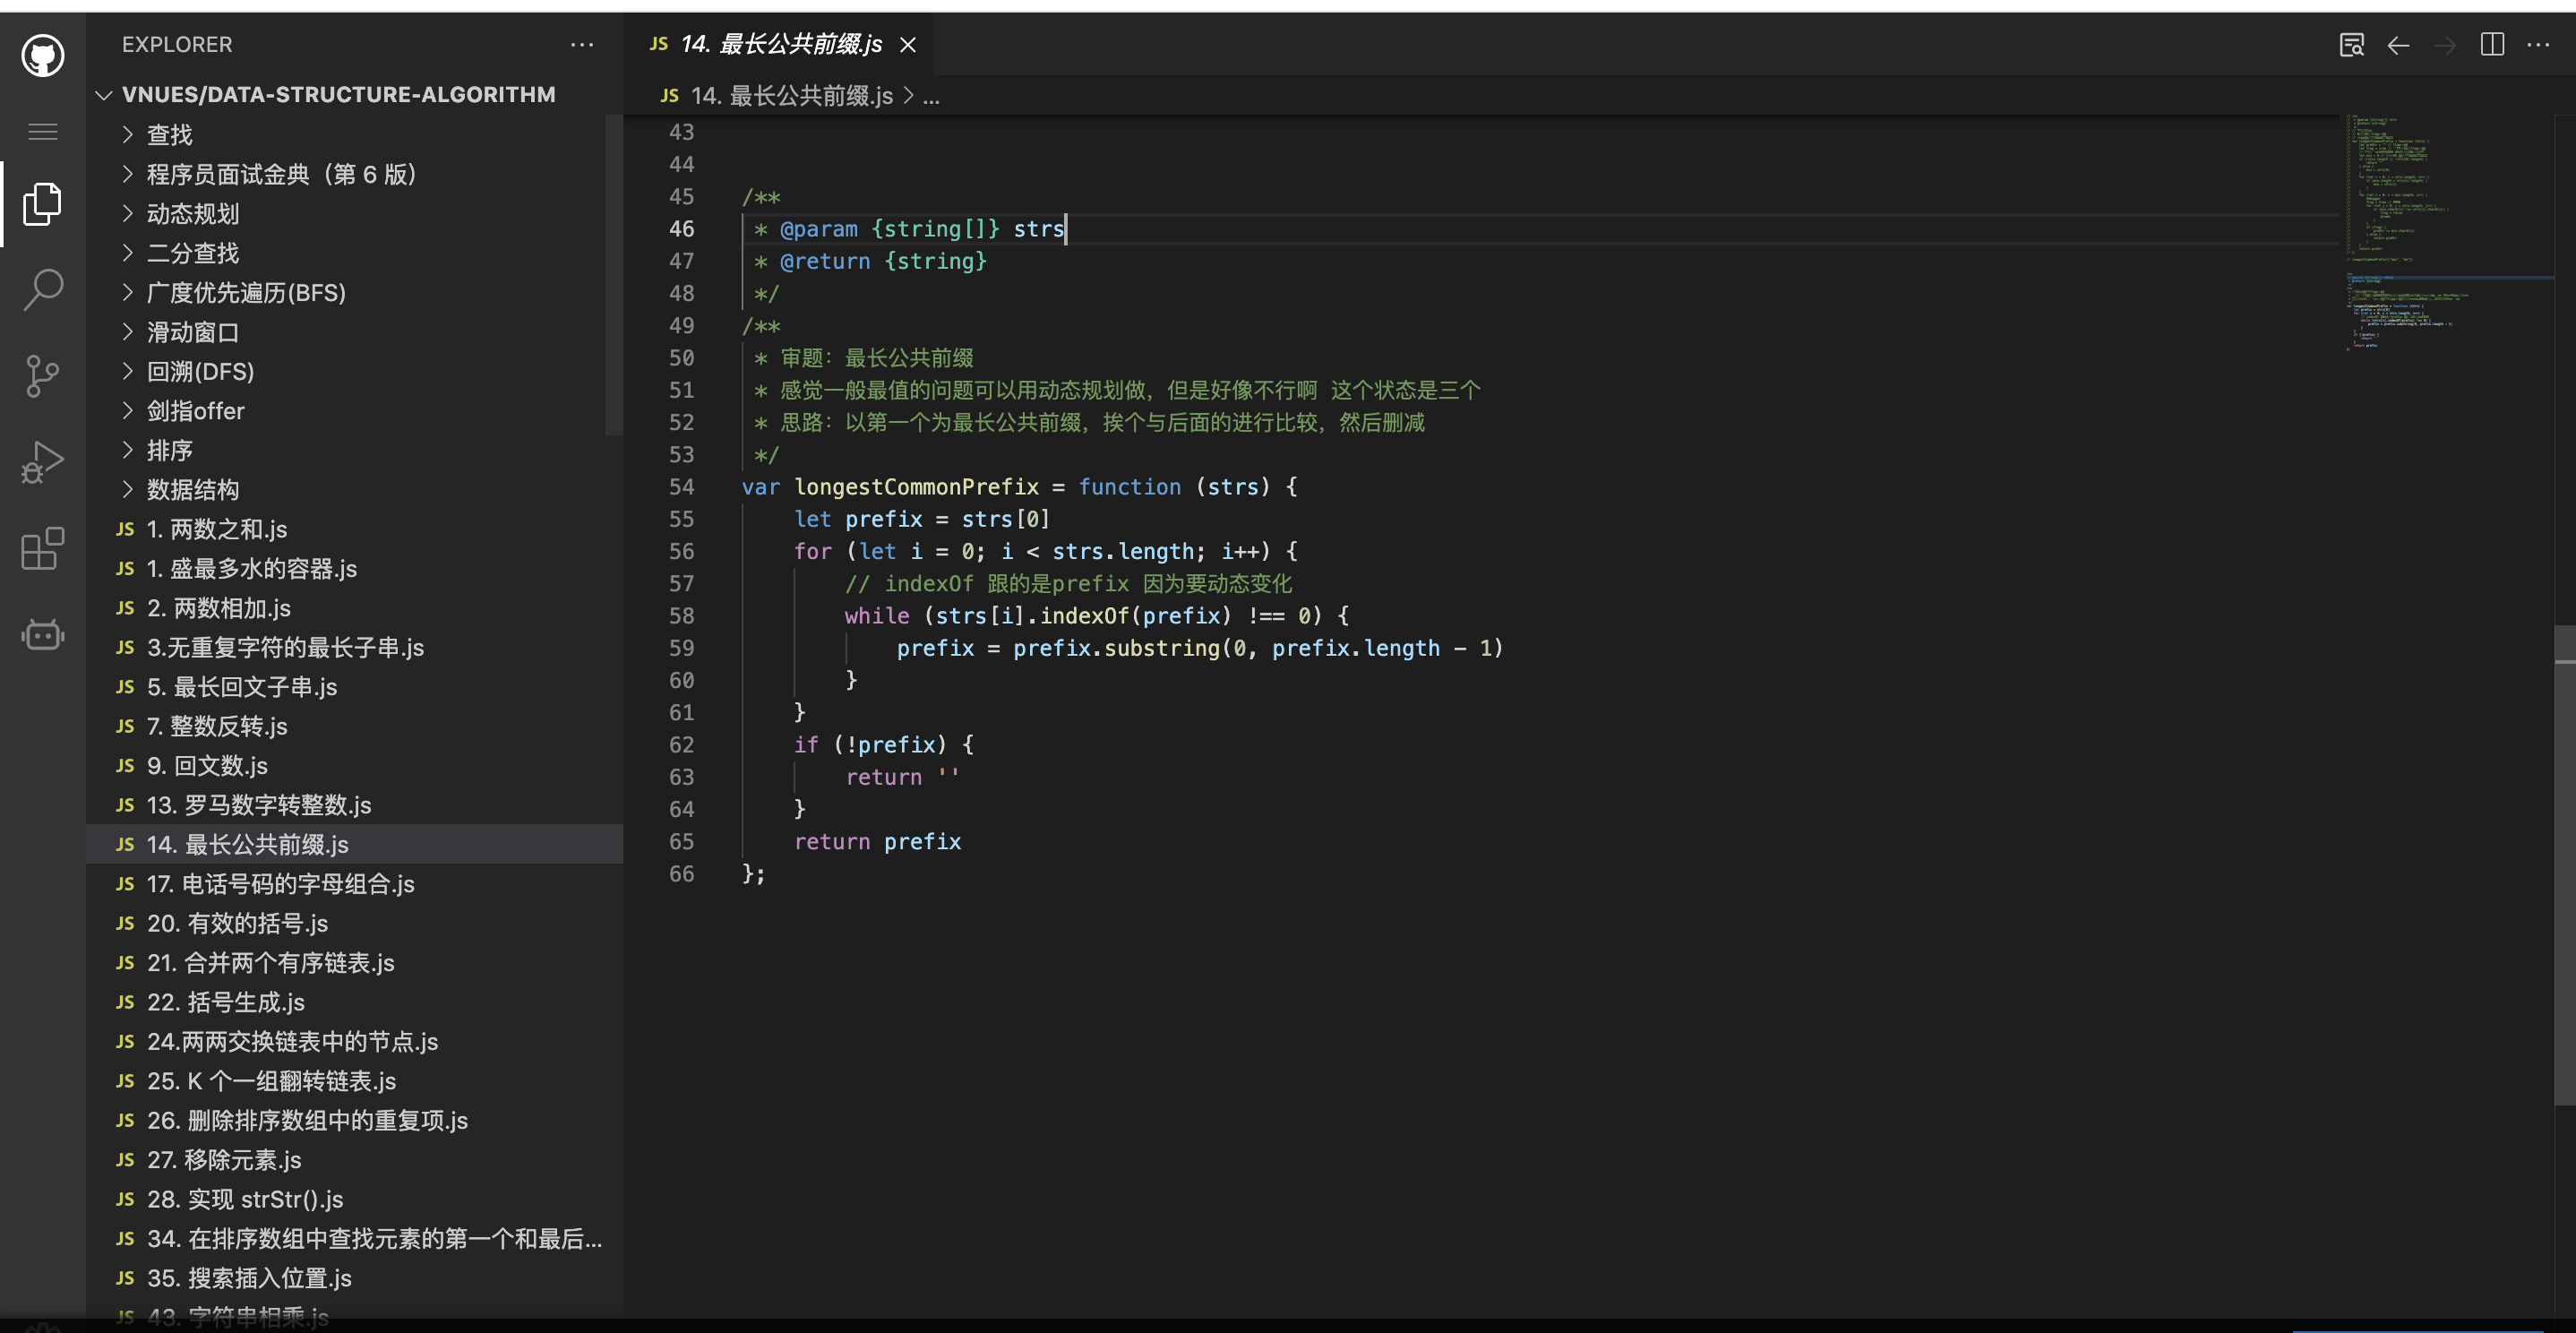 EXPLORER
VNUES/DATA-STRUCTURE-ALGORITHM
查找
程序员面试金典（第 6 版）
动态规划
二分查找
广度优先遍历(BFS)
滑动窗口
回溯(DFS)
剑指offer
排序
数据结构
JS 1. 两数之和.js
JS 1. 盛最多水的容器.js
JS 2. 两数相加.js
JS 3.无重复字符的最长子串.js
JS 5. 最长回文子串.js
JS 7. 整数反转.js
JS 9. 回文数.js
JS 13. 罗马数字转整数.js
JS 14. 最长公共前缀.js
JS 17. 电话号码的字母组合.js
JS 20. 有效的括号.js
JS 21. 合并两个有序链表.js
JS 22. 括号生成.js
JS 24.两两交换链表中的节点.js
JS 25. K 个一组翻转链表.js
JS 26. 删除排序数组中的重复项.js
JS 27. 移除元素.js
JS 28. 实现 strStr().js
JS 34. 在排序数组中查找元素的第一个和最后...
JS 35. 搜索插入位置.js
JS 43. 字符串相乘.js
JS 14. 最长公共前缀.js
JS 14. 最长公共前缀.js > ...
43
44
45 /**
46  * @param {string[]} strs
47  * @return {string}
48  */
49 /**
50  * 审题：最长公共前缀
51  * 感觉一般最值的问题可以用动态规划做，但是好像不行啊 这个状态是三个
52  * 思路：以第一个为最长公共前缀，挨个与后面的进行比较，然后删减
53  */
54 var longestCommonPrefix = function (strs) {
55     let prefix = strs[0]
56     for (let i = 0; i < strs.length; i++) {
57         // indexOf 跟的是prefix 因为要动态变化
58         while (strs[i].indexOf(prefix) !== 0) {
59             prefix = prefix.substring(0, prefix.length - 1)
60         }
61     }
62     if (!prefix) {
63         return ''
64     }
65     return prefix
66 };